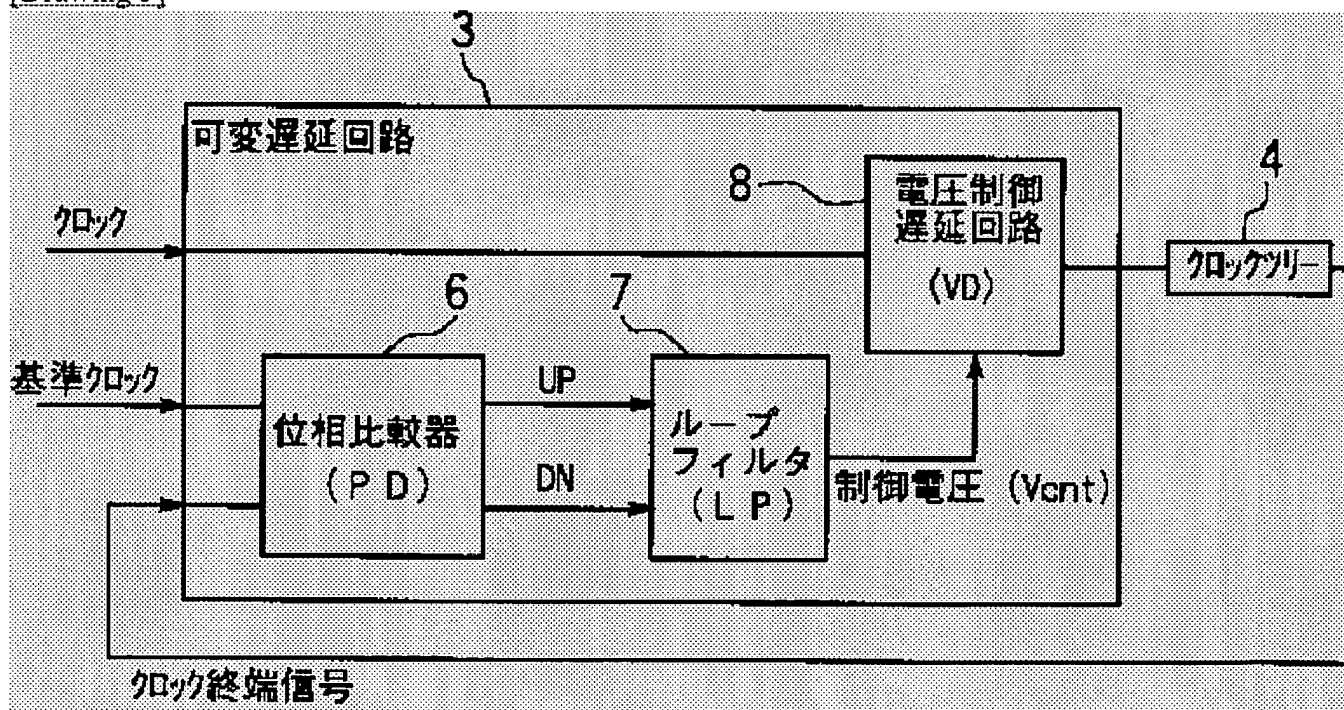 3
可変遅延回路
8
電圧制御
遅延回路
(VD)
4
クロック
クロックツリー
6
7
基準クロック
位相比較器
(PD)
UP
DN
ループ
フィルタ
(LP)
制御電圧 (Vcnt)
クロック終端信号